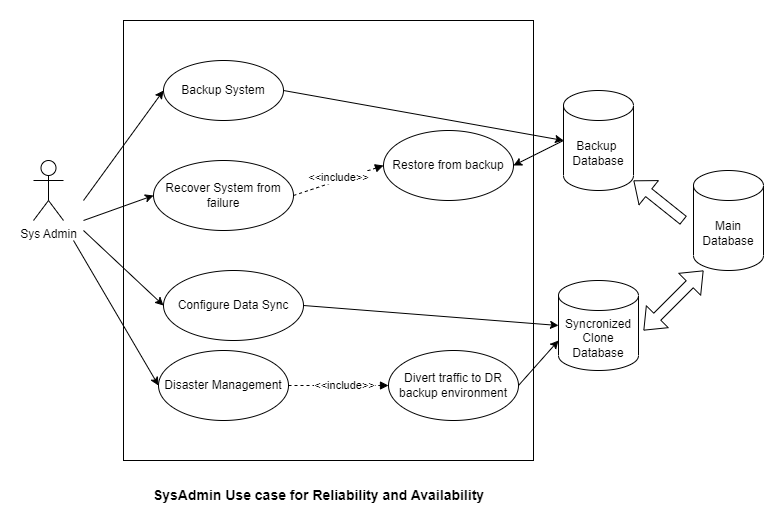 Backup System
Backup
Database
<<include>>
Restore from backup
Recover System from
failure
Sys Admin
Main
Database
Configure Data Sync
Syncronized
Clone
Database
Disaster Management
<<include>>
Divert traffic to DR
backup environment
SysAdmin Use case for Reliability and Availability